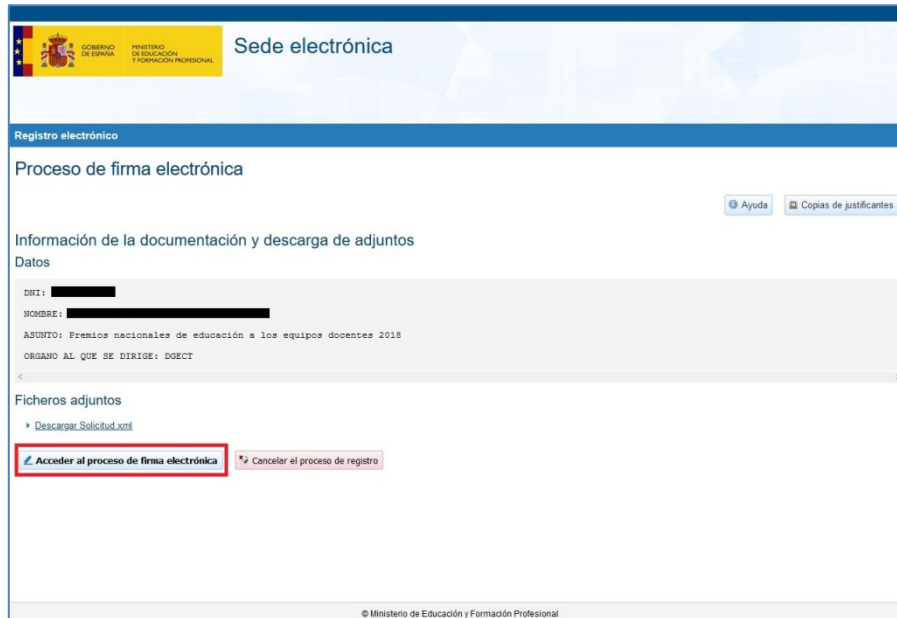 GOBIERNO
DE ESPAÑA
MINISTERIO
DE EDUCACIÓN
Y FORMACIÓN PROFESIONAL
Sede electrónica
Registro electrónico
Proceso de firma electrónica
Ayuda
Copias de justificantes
Información de la documentación y descarga de adjuntos
Datos
DNI:
NOMBRE:
ASUNTO: Premios nacionales de educación a los equipos docentes 2018
ORGANO AL QUE SE DIRIGE: DGECT
Ficheros adjuntos
Descargar Solicitud.xml
Acceder al proceso de firma electrónica
Cancelar el proceso de registro
© Ministerio de Educación y Formación Profesional